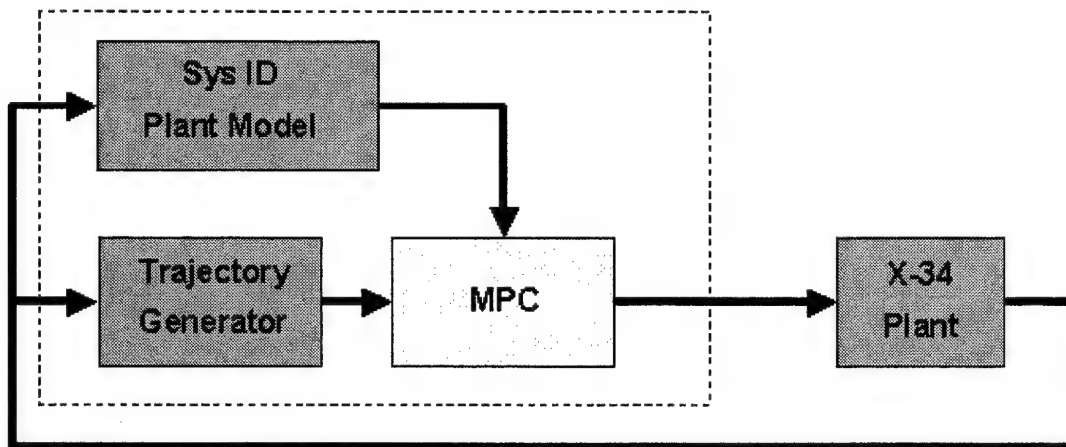 Sys ID
Plant Model
Trajectory
Generator
MPC
X-34
Plant